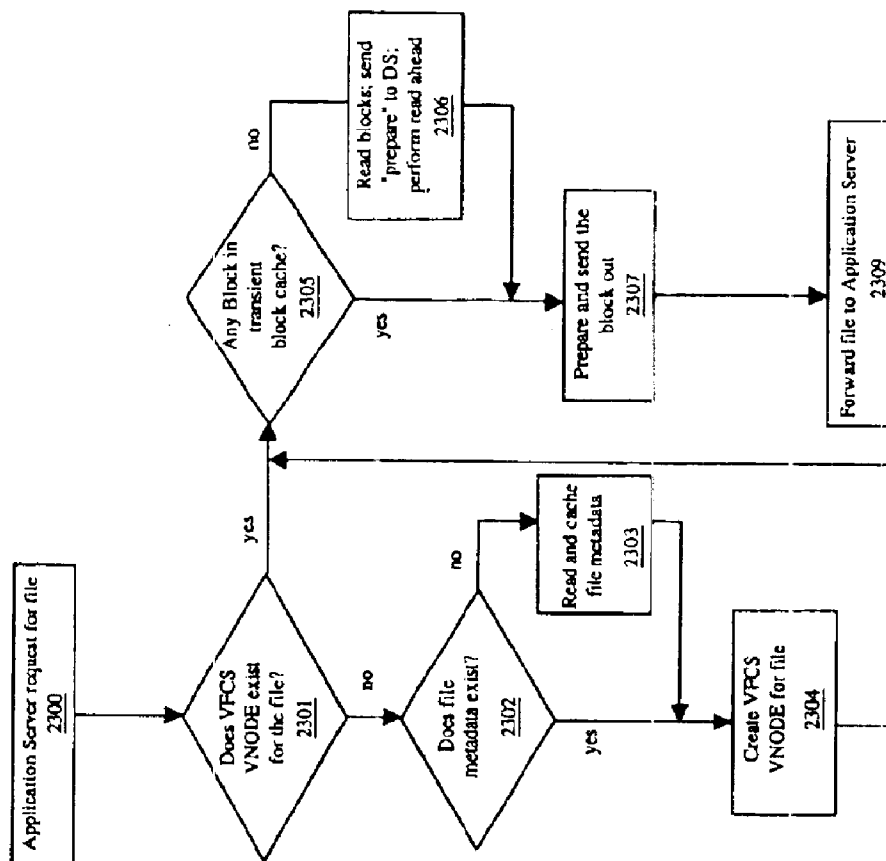 Application Server request for file
2300
Does VFCS
VNODE exist
for the file?
2301
yes
no
Does file
metadata exist?
2302
no
yes
Read and cache
file metadata
2303
Create VFCS
VNODE for file
2304
Any Block in
transient
block cache?
2305
no
yes
Read blocks; send
"prepare" to DS;
perform read ahead
2306
Prepare and send the
block out
2307
Forward file to Application Server
2309